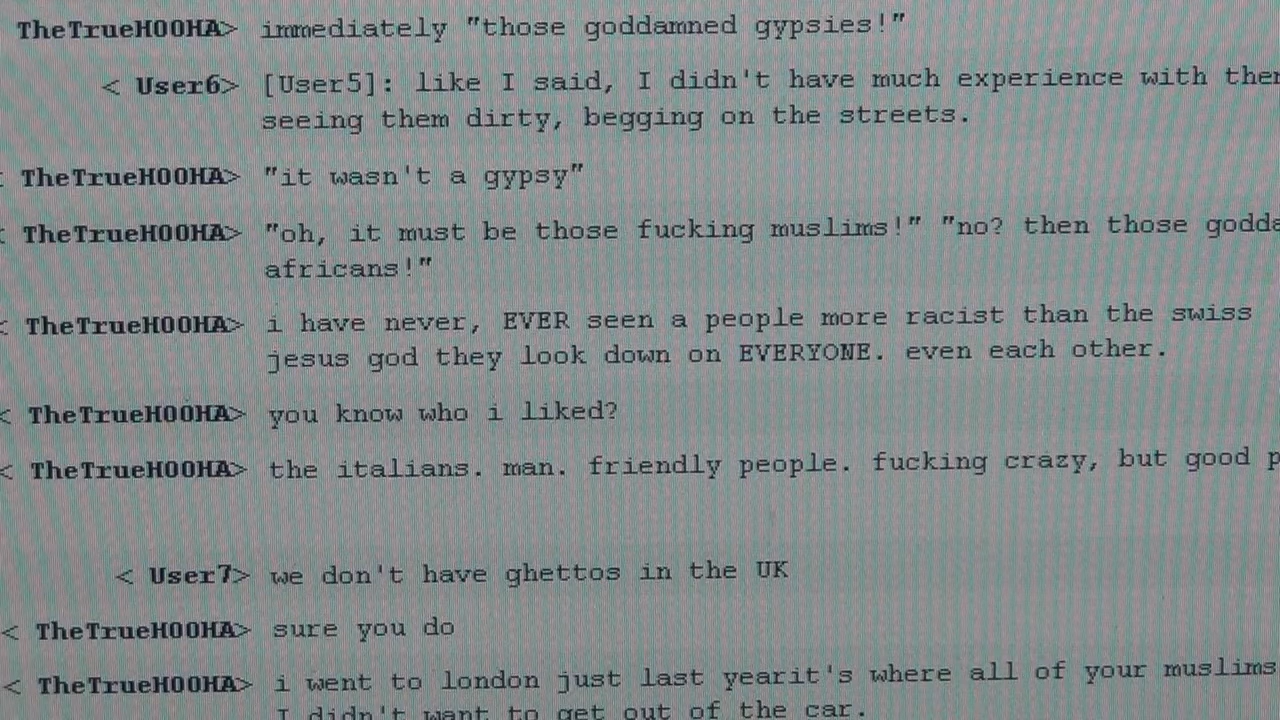 TheTrueHOOHA> immediately "those goddamned gypsies!"
< User6> [User5]: like I said, I didn't have much experience with
seeing them dirty, begging on the streets.
TheTrueHOOHA> "it wasn't a gypsy"
TheTrueHOOHA> "oh, it must be those fucking muslims!" "no? then those
africans!"
< TheTrueHOOHA> i have never, EVER seen a people more racist than the swiss
jesus god they look down on EVERYONE. even each other.
< TheTrueHOOHA> you know who i liked?
< TheTrueHOOHA> the italians. man. friendly people. fucking crazy, but good
< User7> we don't have ghettos in the UK
< TheTrueHOOHA> sure you do
< TheTrueHOOHA> i went to london just last yearit's where all of your muslims
I didn't want to get out of the car.